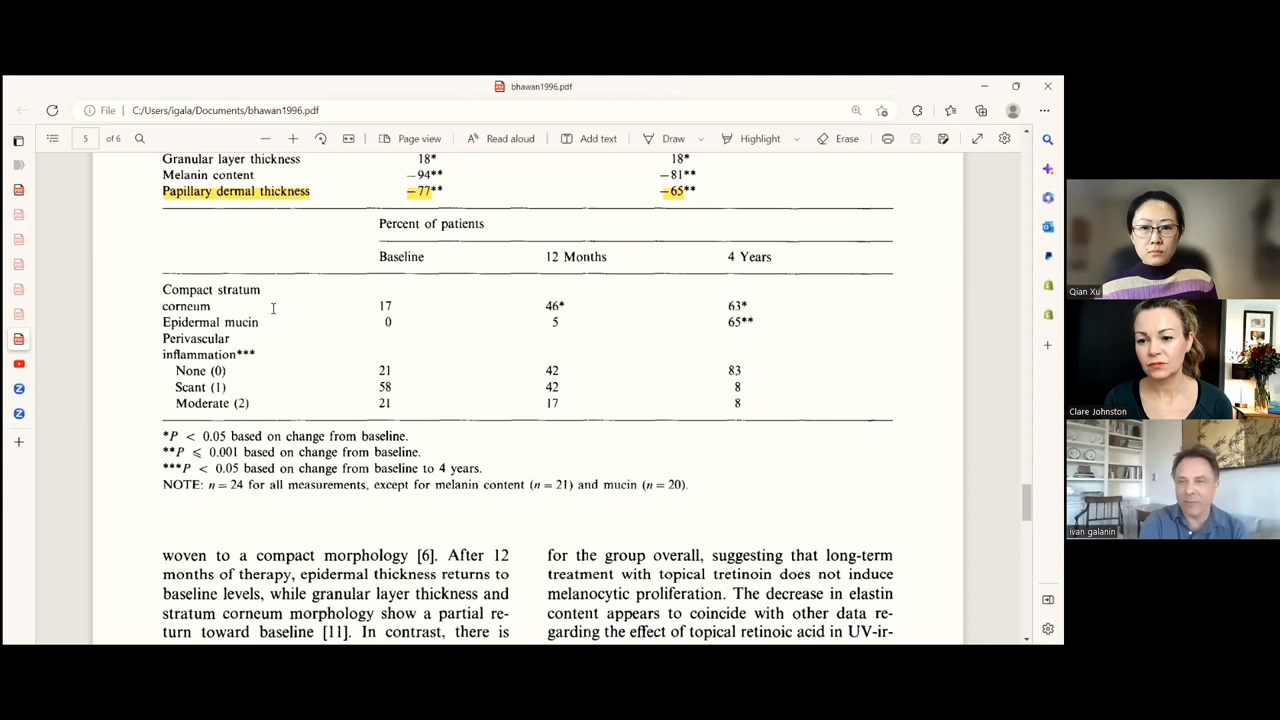 bhawan1996.pdf
File C:/Users/igala/Documents/bhawan1996.pdf
5 of 6 Page view Read aloud Add text Draw Highlight Erase
Granular layer thickness 18* 18*
Melanin content −94** −81**
Papillary dermal thickness −77** −65**
Percent of patients
Baseline 12 Months 4 Years
Compact stratum
corneum 17 46* 63*
Epidermal mucin 0 5 65**
Perivascular
inflammation***
None (0) 21 42 83
Scant (1) 58 42 8
Moderate (2) 21 17 8
*P < 0.05 based on change from baseline.
**P ⩽ 0.001 based on change from baseline.
***P < 0.05 based on change from baseline to 4 years.
NOTE: n = 24 for all measurements, except for melanin content (n = 21) and mucin (n = 20).
woven to a compact morphology [6]. After 12
months of therapy, epidermal thickness returns to
baseline levels, while granular layer thickness and
stratum corneum morphology show a partial re-
turn toward baseline [11]. In contrast, there is
for the group overall, suggesting that long-term
treatment with topical tretinoin does not induce
melanocytic proliferation. The decrease in elastin
content appears to coincide with other data re-
garding the effect of topical retinoic acid in UV-ir-
Qian Xu
Clare Johnston
ivan galanin